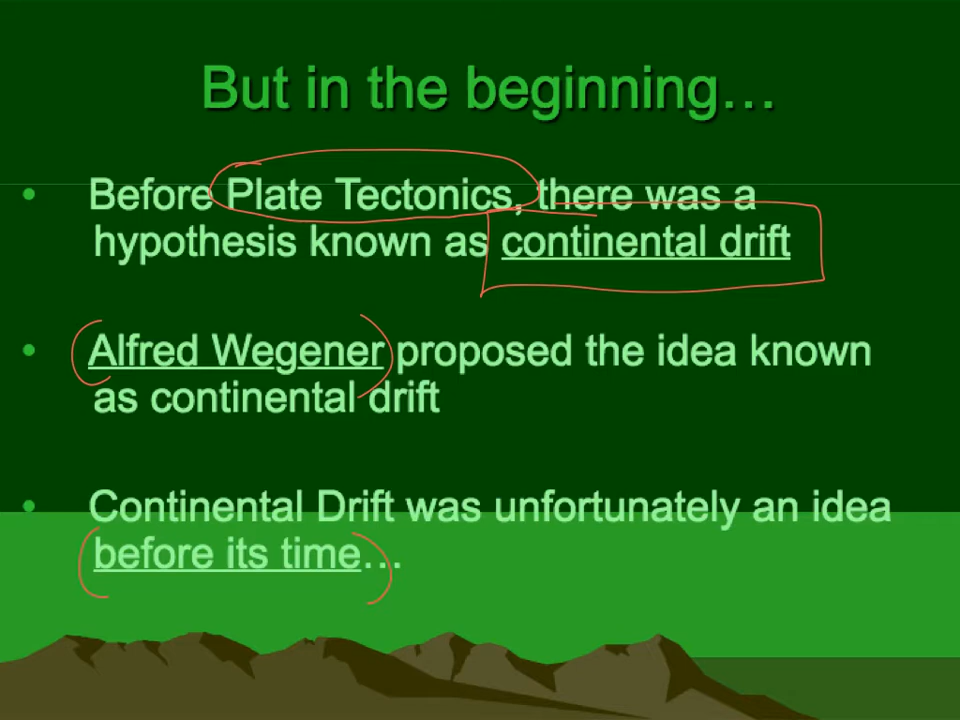 But in the beginning…
• Before Plate Tectonics, there was a
hypothesis known as continental drift
• Alfred Wegener proposed the idea known
as continental drift
• Continental Drift was unfortunately an idea
before its time…